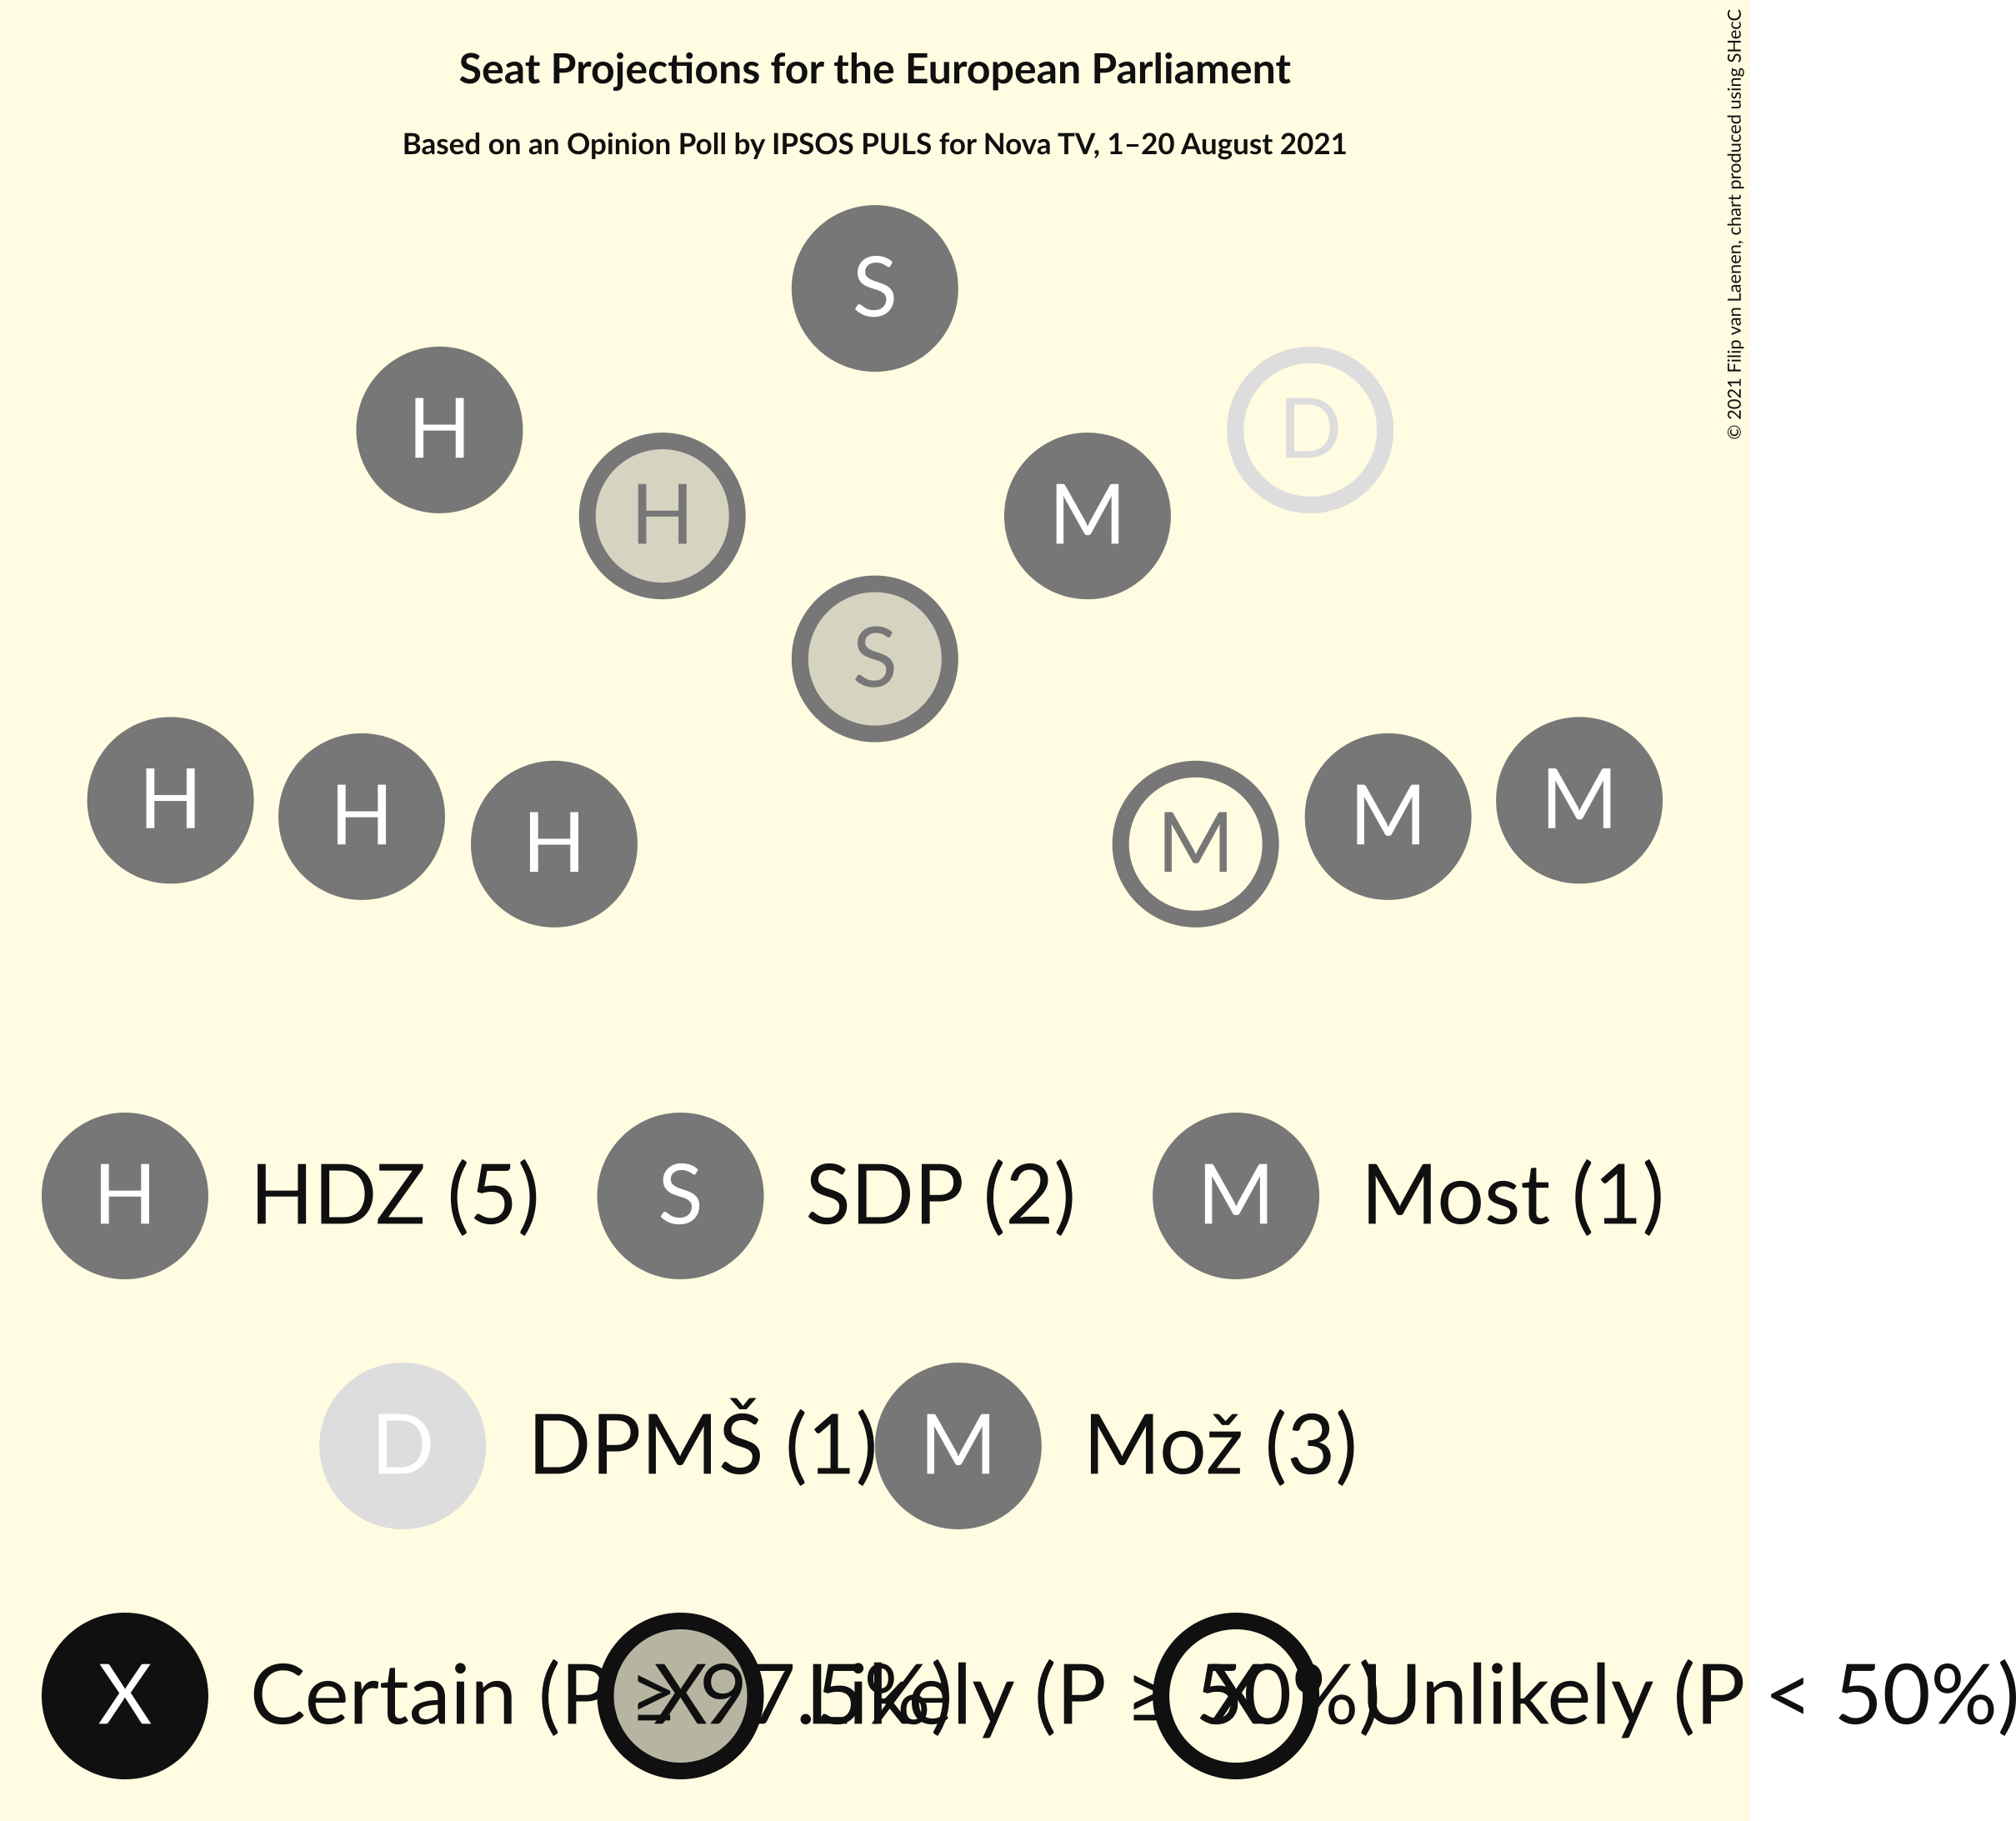 Seat Projections for the European Parliament
Based on an Opinion Poll by IPSOS PULS for Nova TV, 1–20 August 2021
© 2021 Filip van Laenen, chart produced using SHecC
S
H
D
H
M
S
H
H
H
M
M
M
H HDZ (5) S SDP (2) M Most (1)
D DPMŠ (1) M Mož (3)
X Certain (P ≥ 97.5%) X Likely (P ≥ 50%) X Unlikely (P < 50%)